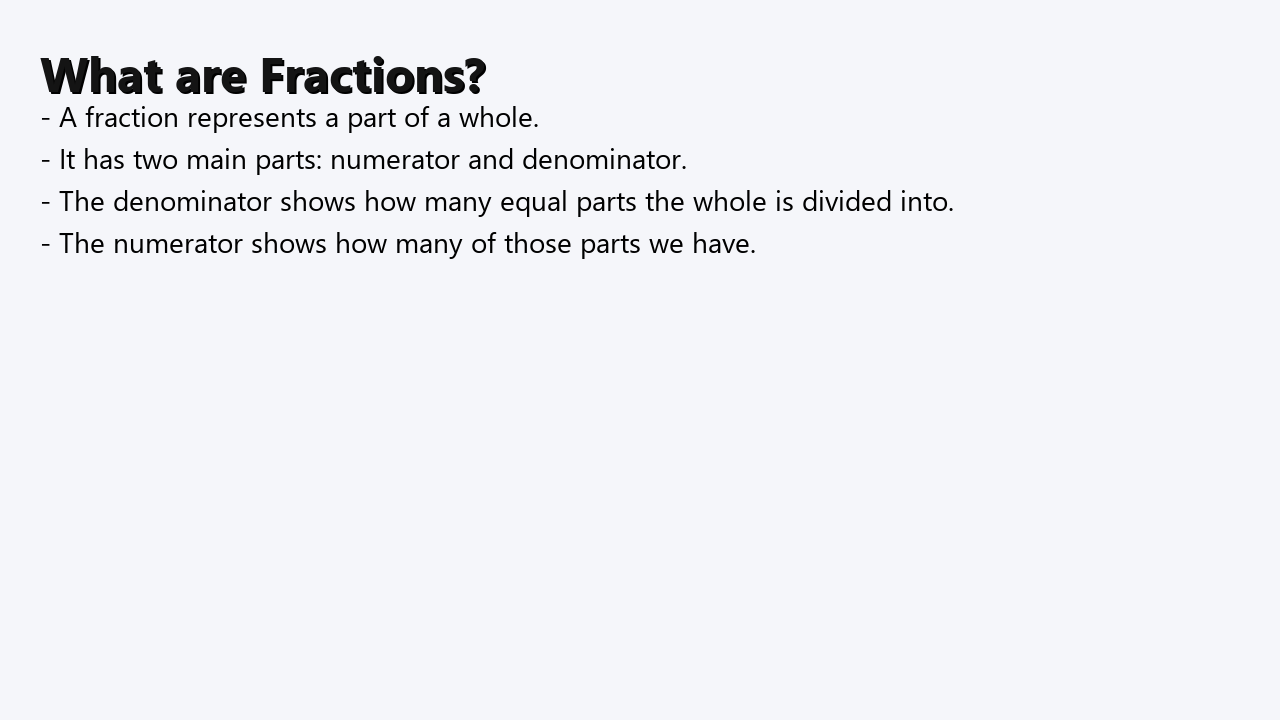 What are Fractions?
- A fraction represents a part of a whole.
- It has two main parts: numerator and denominator.
- The denominator shows how many equal parts the whole is divided into.
- The numerator shows how many of those parts we have.